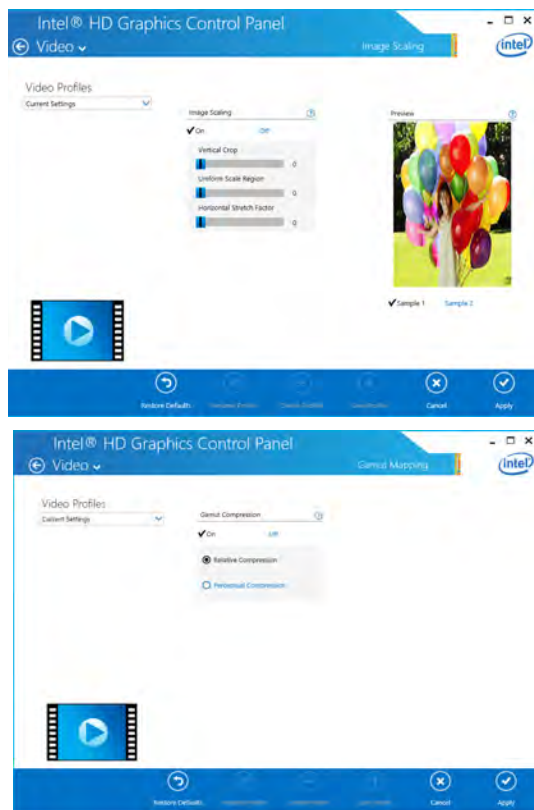 Intel® HD Graphics Control Panel
Video
Image Scaling
intel
Video Profiles
Current Settings
Image Scaling
On Off
Vertical Crop
0
Uniform Scale Region
0
Horizontal Stretch Factor
0
Preview
Sample 1 Sample 2
Restore Defaults
Cancel
Apply
Intel® HD Graphics Control Panel
Video
Gamut Mapping
intel
Video Profiles
Current Settings
Gamut Compression
On Off
Relative Compression
Perceptual Compression
Restore Defaults
Cancel
Apply